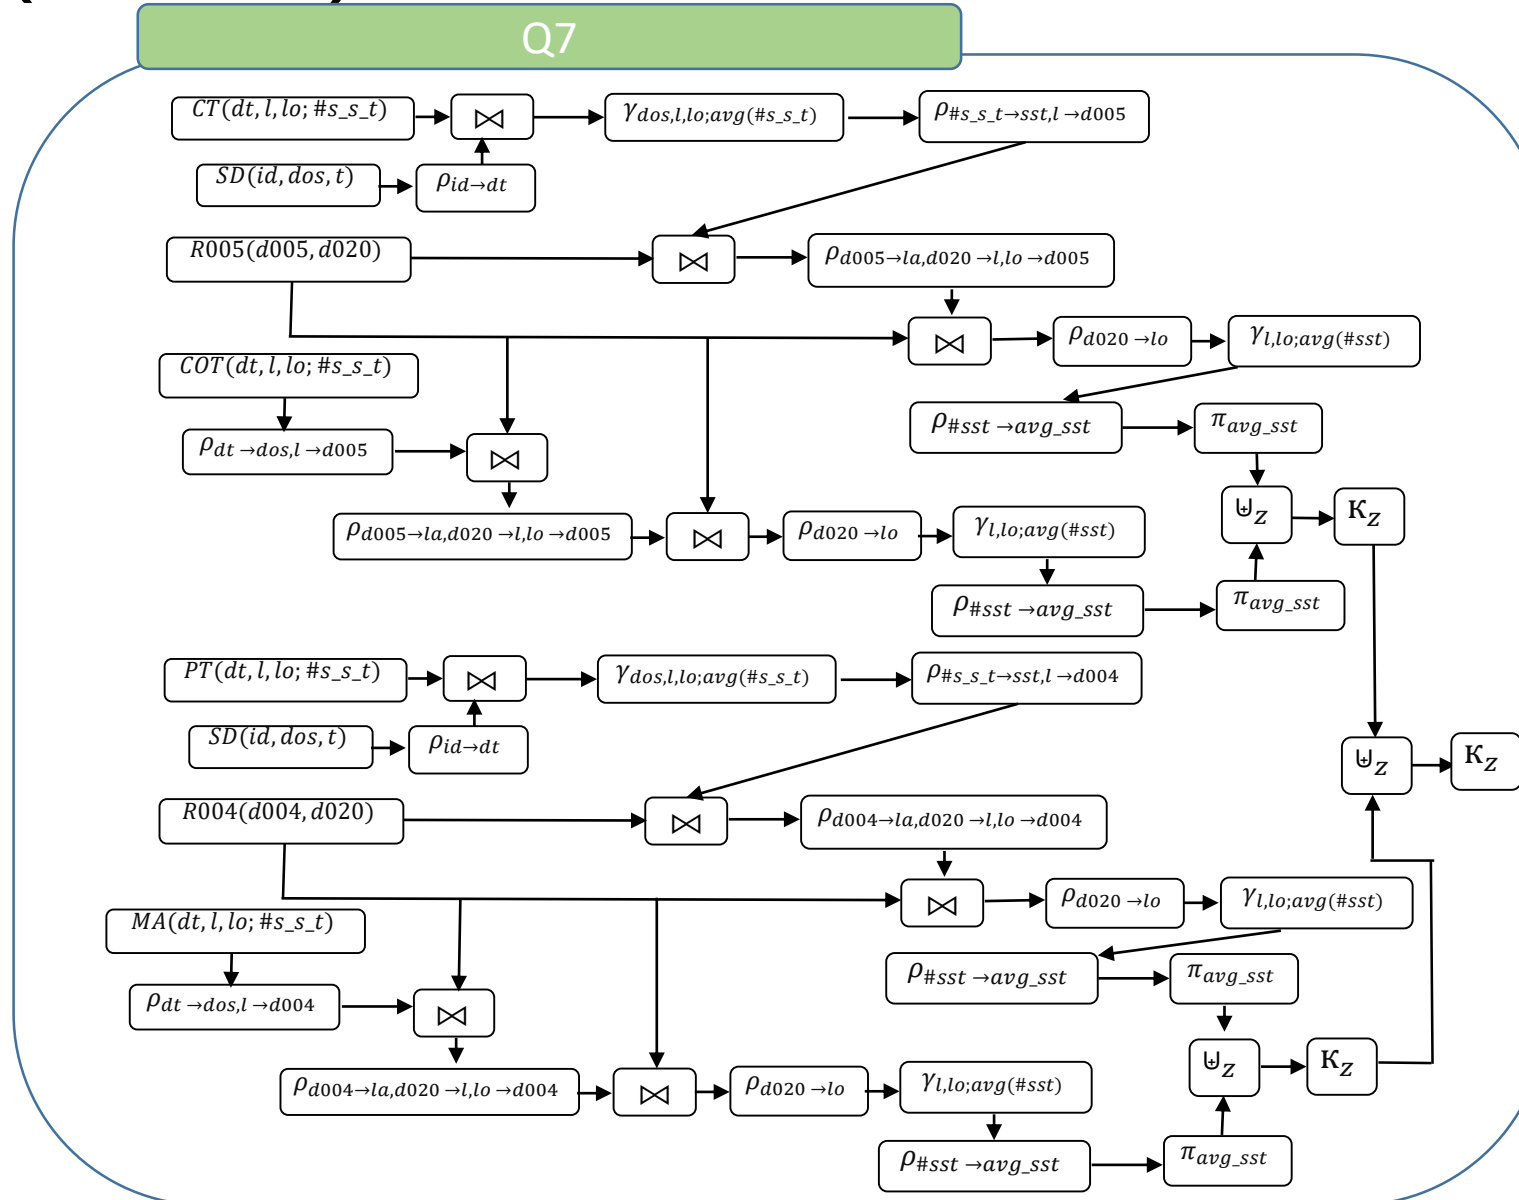 Q7
CT(dt, l, lo; #s_s_t)
⋈
γdos,l,lo;avg(#s_s_t)
ρ#s_s_t→sst,l →d005
SD(id, dos, t)
ρid→dt
R005(d005, d020)
⋈
ρd005→la,d020 →l,lo →d005
⋈
ρd020 →lo
γl,lo;avg(#sst)
COT(dt, l, lo; #s_s_t)
ρ#sst →avg_sst
πavg_sst
ρdt →dos,l →d005
⋈
⊎Z
KZ
ρd005→la,d020 →l,lo →d005
⋈
ρd020 →lo
γl,lo;avg(#sst)
ρ#sst →avg_sst
πavg_sst
PT(dt, l, lo; #s_s_t)
⋈
γdos,l,lo;avg(#s_s_t)
ρ#s_s_t→sst,l →d004
SD(id, dos, t)
ρid→dt
⊎Z
KZ
R004(d004, d020)
⋈
ρd004→la,d020 →l,lo →d004
⋈
ρd020 →lo
γl,lo;avg(#sst)
MA(dt, l, lo; #s_s_t)
ρ#sst →avg_sst
πavg_sst
ρdt →dos,l →d004
⋈
⊎Z
KZ
ρd004→la,d020 →l,lo →d004
⋈
ρd020 →lo
γl,lo;avg(#sst)
ρ#sst →avg_sst
πavg_sst